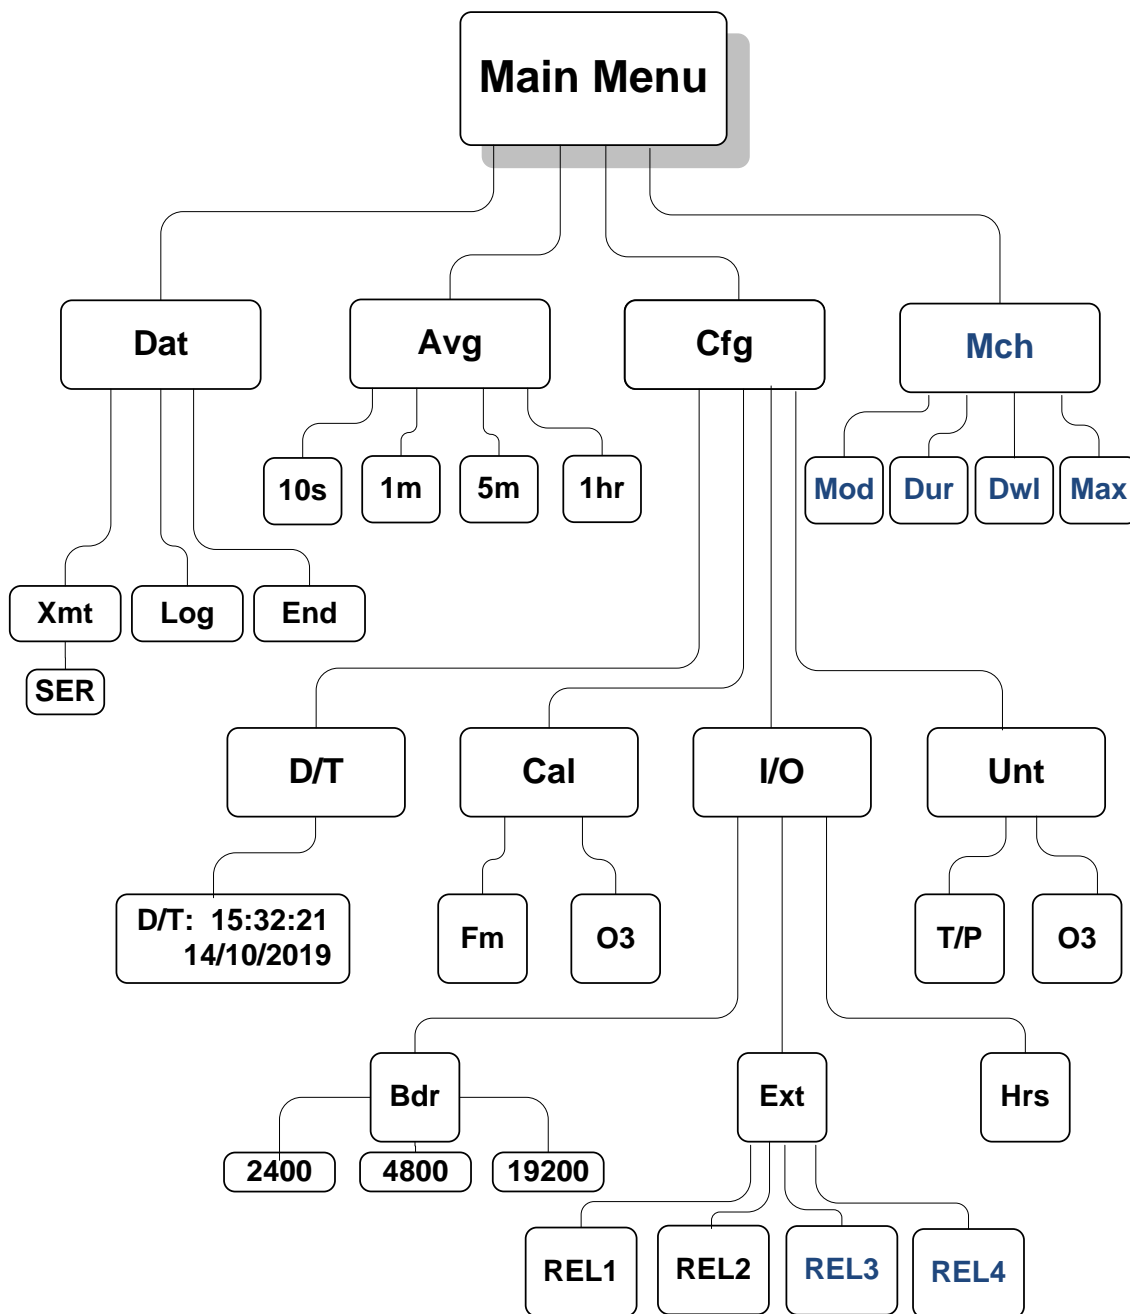 Main Menu
Dat
Avg
Cfg
Mch
10s
1m
5m
1hr
Mod
Dur
Dwl
Max
Xmt
Log
End
SER
D/T
Cal
I/O
Unt
D/T: 15:32:21
14/10/2019
Fm
O3
T/P
O3
Bdr
Ext
Hrs
2400
4800
19200
REL1
REL2
REL3
REL4